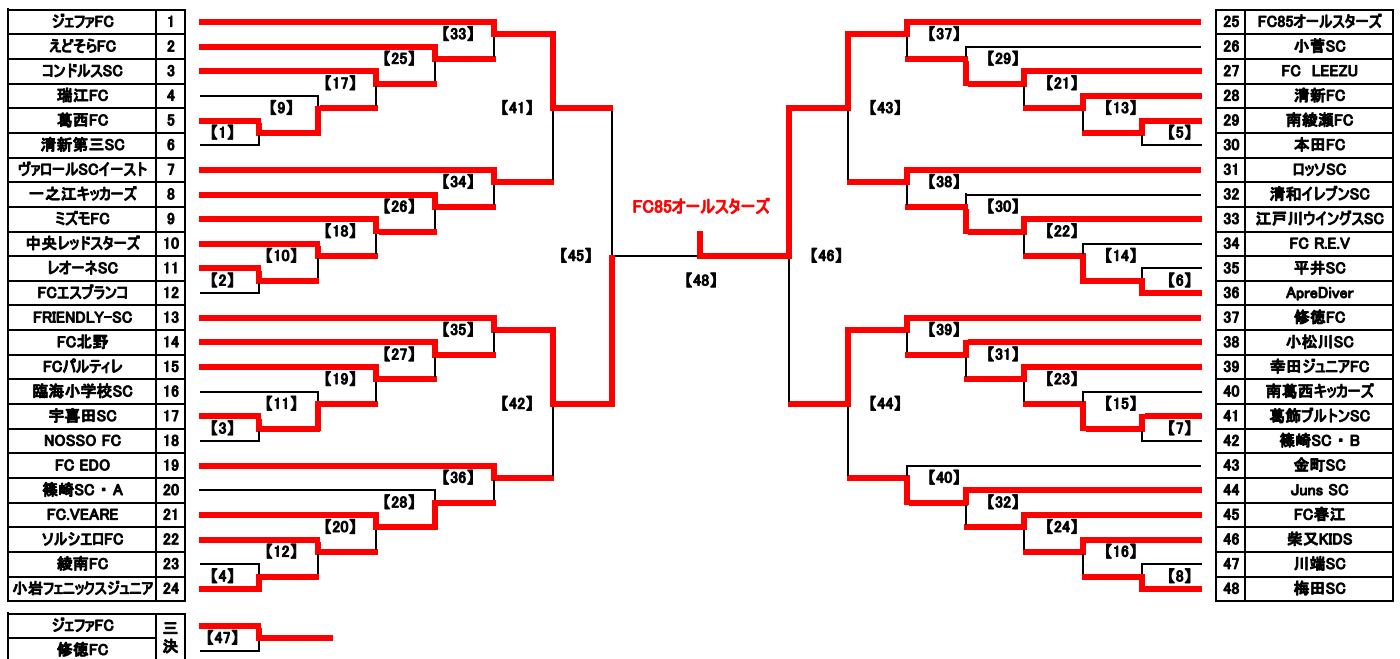 ジェファFC 1
えどそらFC 2
コンドルスSC 3
瑞江FC 4
葛西FC 5
清新第三SC 6
ヴァロールSCイースト 7
一之江キッカーズ 8
ミズモFC 9
中央レッドスターズ 10
レオーネSC 11
FCエスブランコ 12
FRIENDLY-SC 13
FC北野 14
FCパルティレ 15
臨海小学校SC 16
宇喜田SC 17
NOSSO FC 18
FC EDO 19
篠崎SC・A 20
FC.VEARE 21
ソルシエロFC 22
綾南FC 23
小岩フェニックスジュニア 24
【1】
【2】
【3】
【4】
【9】
【10】
【11】
【12】
【17】
【18】
【19】
【20】
【25】
【26】
【27】
【28】
【33】
【34】
【35】
【36】
【41】
【42】
【45】
FC85オールスターズ
【48】
【46】
【43】
【44】
【37】
【38】
【39】
【40】
【29】
【30】
【31】
【32】
【21】
【22】
【23】
【24】
【13】
【14】
【15】
【16】
【5】
【6】
【7】
【8】
25 FC85オールスターズ
26 小菅SC
27 FC LEEZU
28 清新FC
29 南綾瀬FC
30 本田FC
31 ロッソSC
32 清和イレブンSC
33 江戸川ウイングスSC
34 FC R.E.V
35 平井SC
36 ApreDiver
37 修徳FC
38 小松川SC
39 幸田ジュニアFC
40 南葛西キッカーズ
41 葛飾ブルトンSC
42 篠崎SC・B
43 金町SC
44 Juns SC
45 FC春江
46 柴又KIDS
47 川端SC
48 梅田SC
ジェファFC
修徳FC
三決
【47】